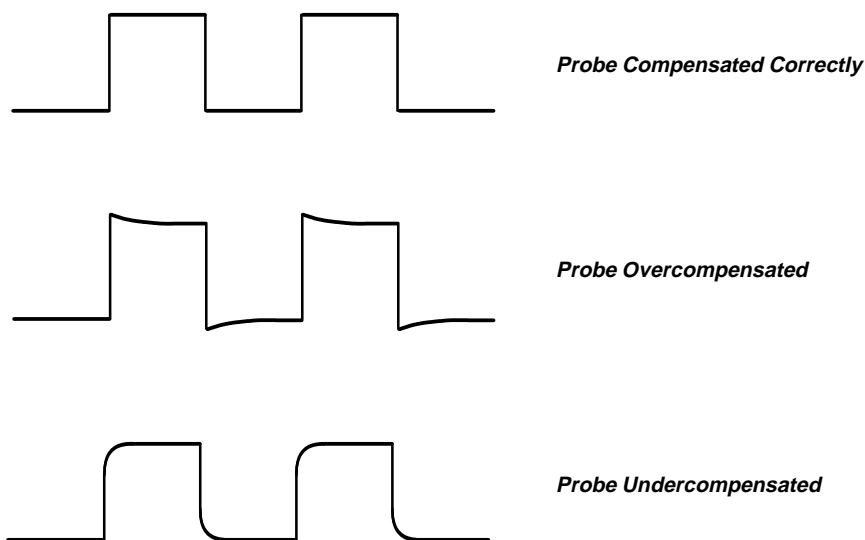 Probe Compensated Correctly
Probe Overcompensated
Probe Undercompensated